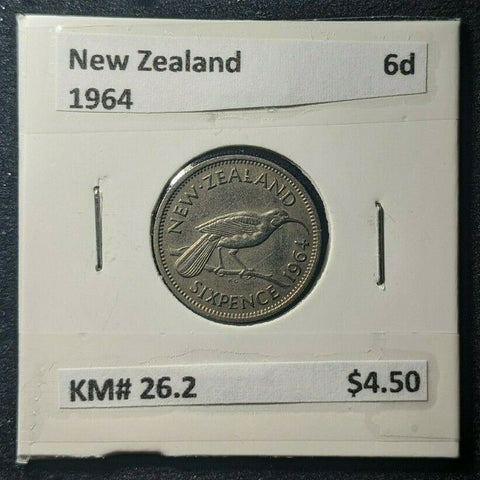 New Zealand 6d
1964
NEW·ZEALAND
SIXPENCE 1964
KM# 26.2 $4.50